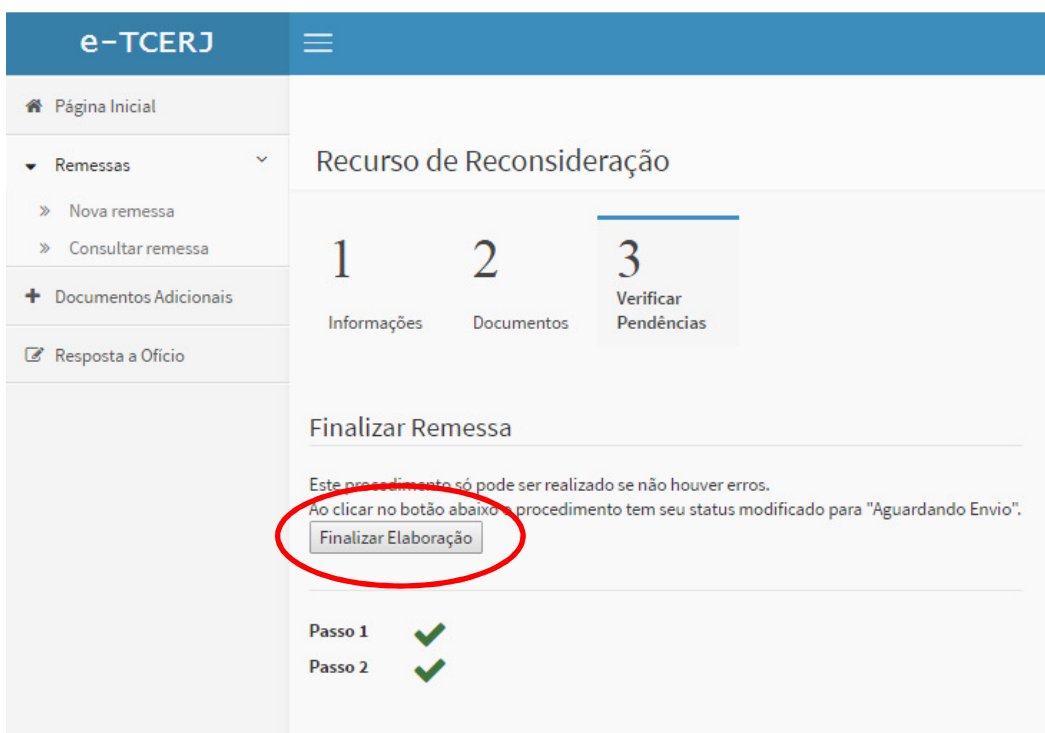 e-TCERJ
Página Inicial
Remessas
Nova remessa
Consultar remessa
Documentos Adicionais
Resposta a Ofício
Recurso de Reconsideração
1
Informações
2
Documentos
3
Verificar
Pendências
Finalizar Remessa
Este procedimento só pode ser realizado se não houver erros.
Ao clicar no botão abaixo o procedimento tem seu status modificado para "Aguardando Envio".
Finalizar Elaboração
Passo 1
Passo 2